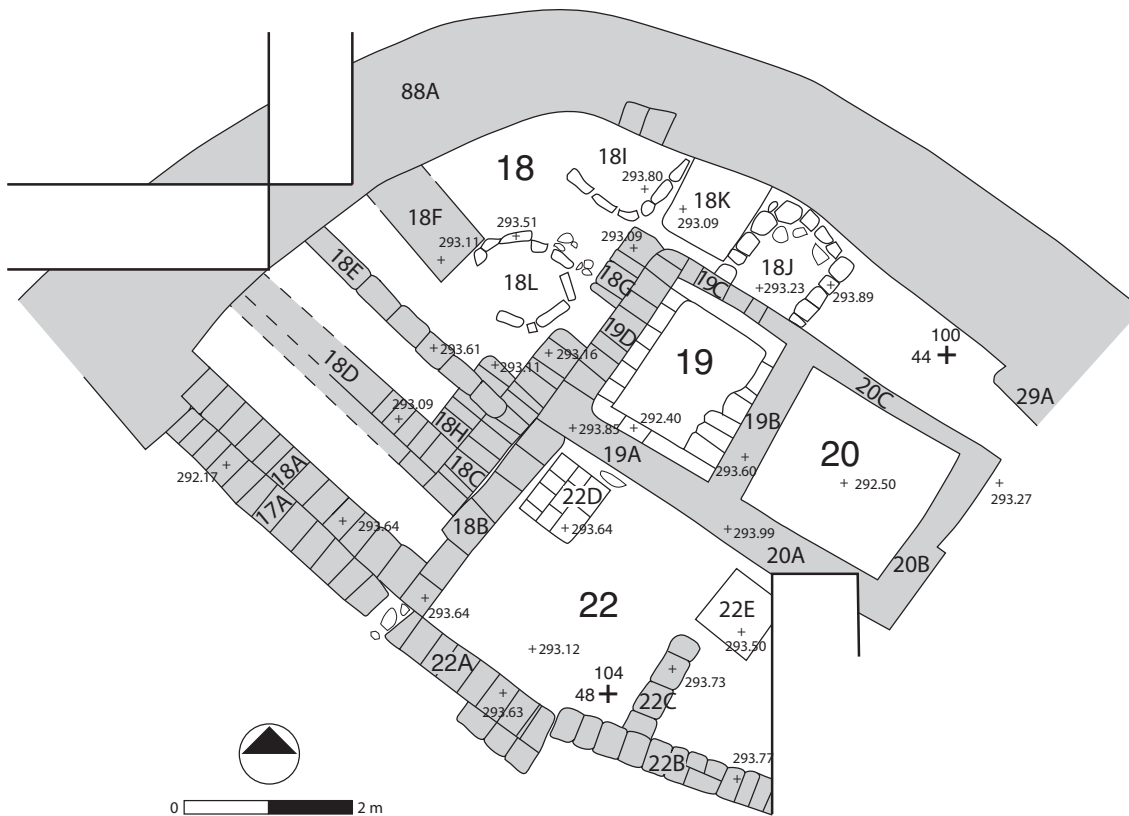 88A
18
18I
293.80
18K
293.09
18F
293.11
293.51
293.09
18E
18L
18G
19C
18J
293.23
293.89
100
44
29A
19D
293.61
293.11
293.16
19
18D
293.09
20C
292.40
19B
18H
293.85
19A
20
293.60
292.50
18C
293.27
18A
292.17
17A
22D
293.64
18B
293.64
293.99
20A
20B
293.64
22
22E
293.50
22A
293.12
104
48
293.73
293.63
22C
22B
293.77
0
2 m